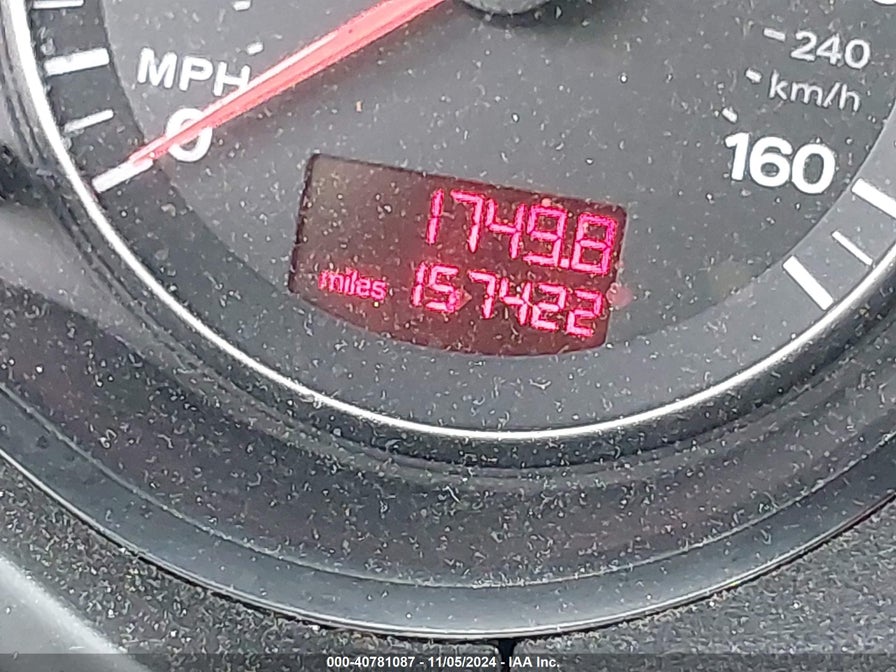 MPH
0
240
km/h
160
1749.8
miles 157422
000-40781087 - 11/05/2024 - IAA Inc.